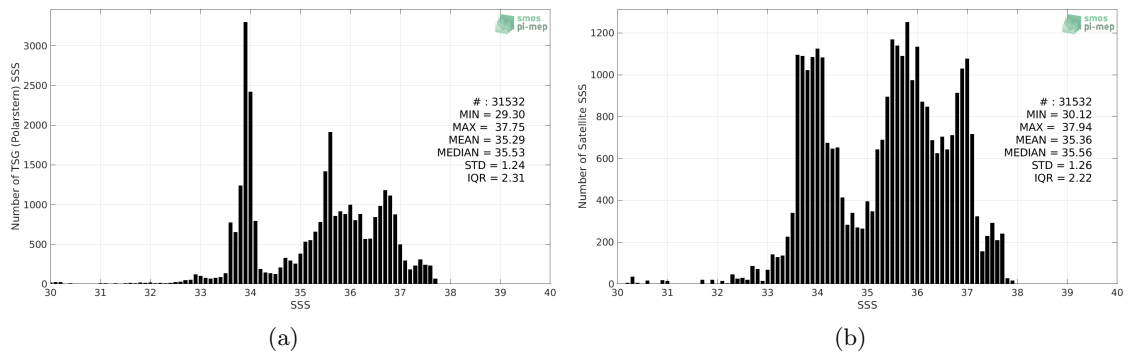 smos
pi-mep
Number of TSG (Polarstern) SSS
3000
2500
2000
1500
1000
500
0
# : 31532
MIN = 29.30
MAX = 37.75
MEAN = 35.29
MEDIAN = 35.53
STD = 1.24
IQR = 2.31
30 31 32 33 34 35 36 37 38 39 40
SSS
(a)
smos
pi-mep
Number of Satellite SSS
1200
1000
800
600
400
200
0
# : 31532
MIN = 30.12
MAX = 37.94
MEAN = 35.36
MEDIAN = 35.56
STD = 1.26
IQR = 2.22
30 31 32 33 34 35 36 37 38 39 40
SSS
(b)